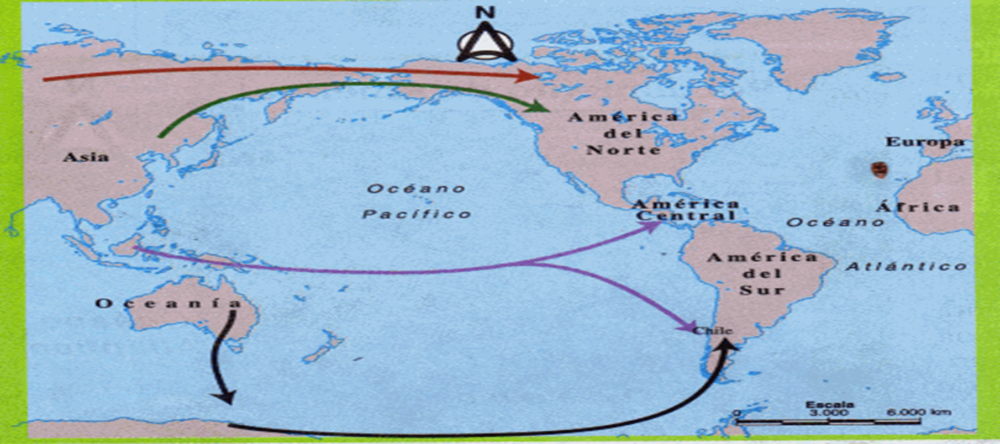 N
América
del
Norte
Asia
Europa
Océano
Pacífico
América
Central
África
Océano
Atlántico
América
del
Sur
Oceanía
Chile
Escala
0 3.000 6.000 km